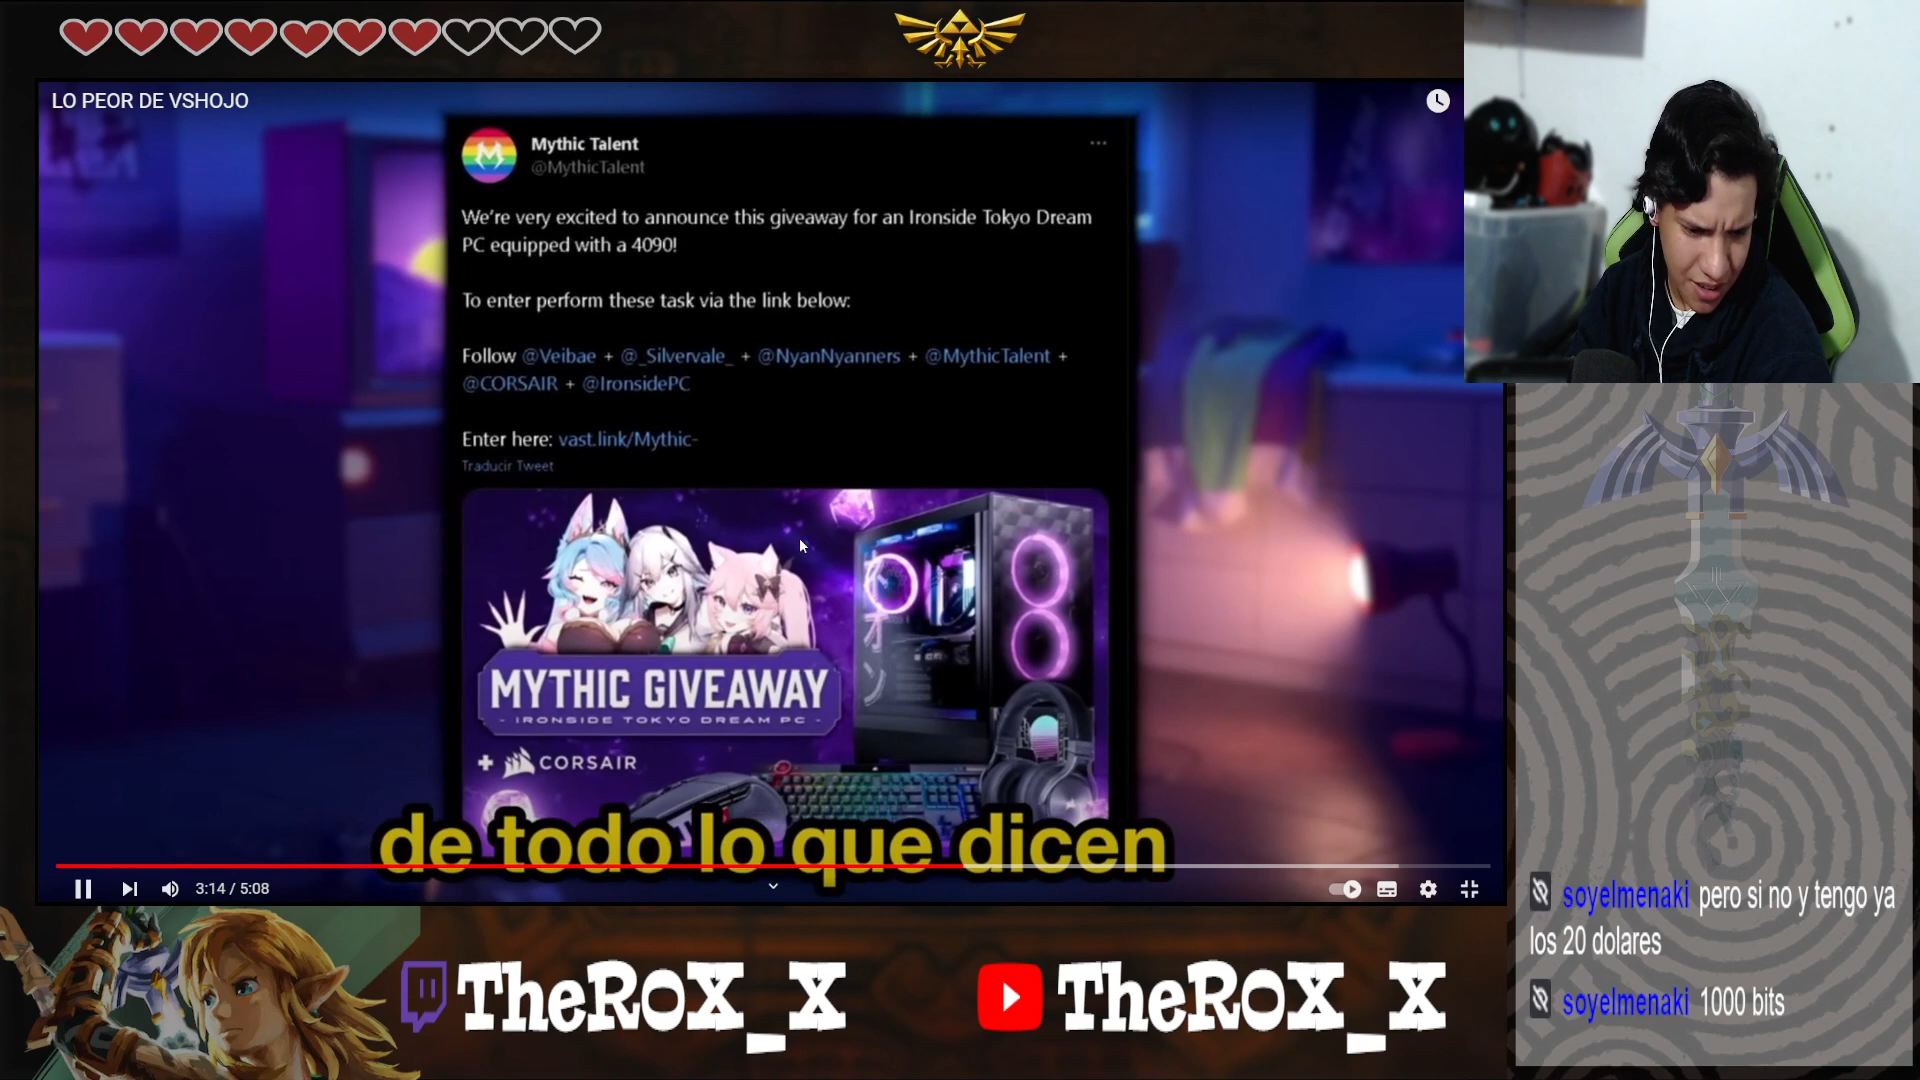 LO PEOR DE VSHOJO
Mythic Talent
@MythicTalent
We're very excited to announce this giveaway for an Ironside Tokyo Dream
PC equipped with a 4090!
To enter perform these task via the link below:
Follow @Veibae + @_Silvervale_ + @NyanNyanners + @MythicTalent +
@CORSAIR + @IronsidePC
Enter here: vast.link/Mythic-
Traducir Tweet
MYTHIC GIVEAWAY
- IRONSIDE TOKYO DREAM PC -
+ CORSAIR
de todo lo que dicen
3:14 / 5:08
TheROX_X
TheROX_X
soyelmenaki pero si no y tengo ya
los 20 dolares
soyelmenaki 1000 bits